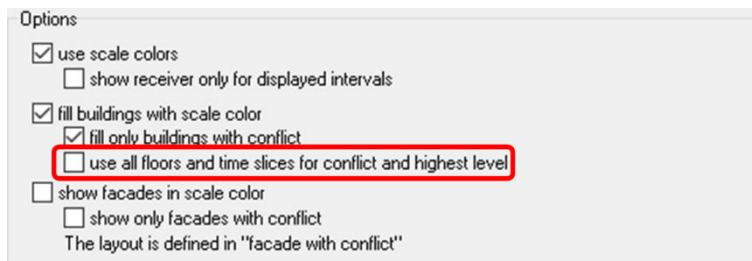 Options
use scale colors
show receiver only for displayed intervals
fill buildings with scale color
fill only buildings with conflict
use all floors and time slices for conflict and highest level
show facades in scale color
show only facades with conflict
The layout is defined in "facade with conflict"